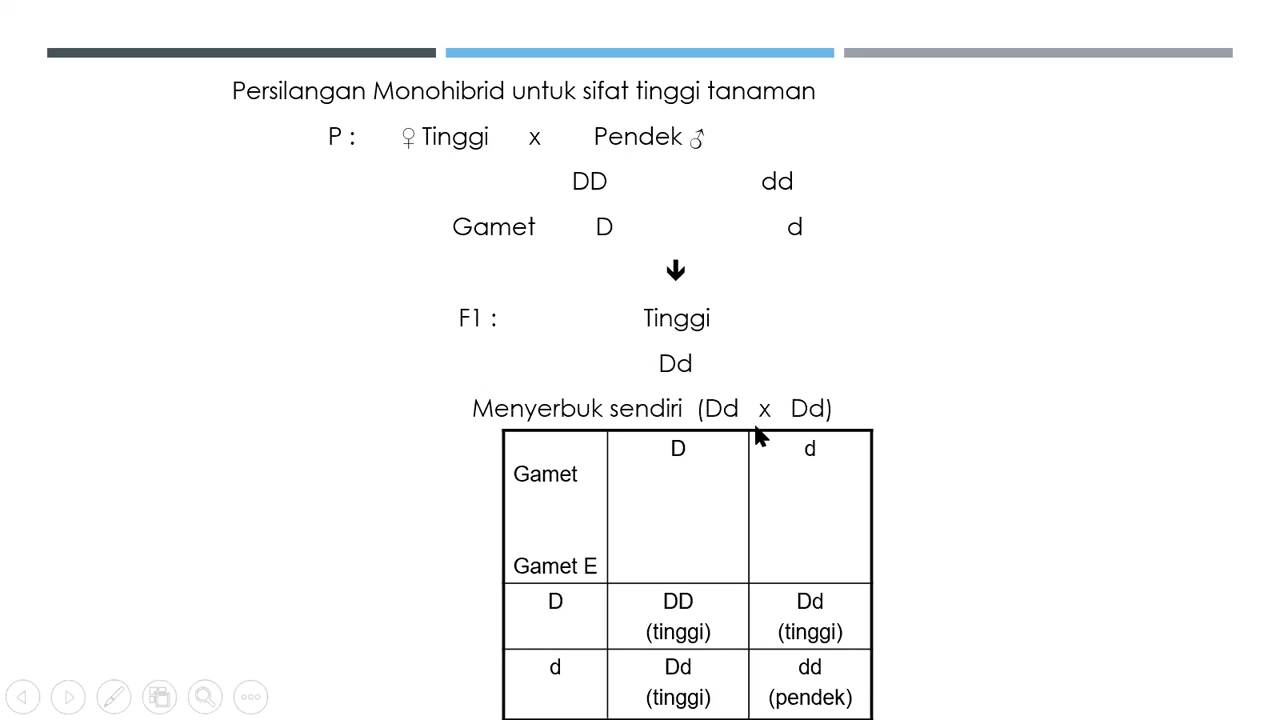 Persilangan Monohibrid untuk sifat tinggi tanaman
P : ♀ Tinggi x Pendek ♂
DD dd
Gamet D d
↓
F1 : Tinggi
Dd
Menyerbuk sendiri (Dd x Dd)
D d
Gamet
Gamet E
D DD Dd
(tinggi) (tinggi)
d Dd dd
(tinggi) (pendek)